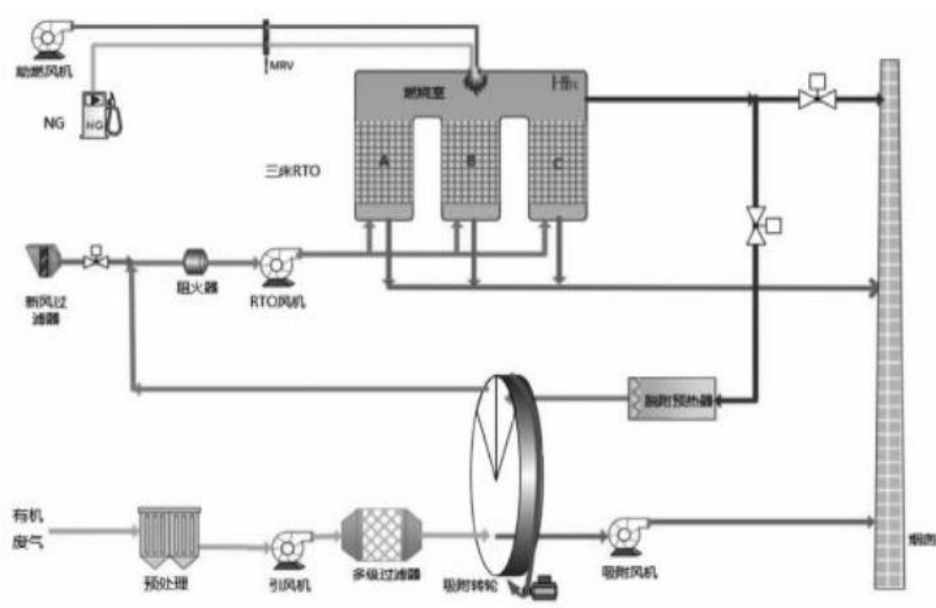 助燃风机
MRV
NG
NG
燃烧室
A
B
C
三床RTO
新风过
滤器
阻火器
RTO风机
脱附预热器
有机
废气
预处理
引风机
多级过滤器
吸附转轮
吸附风机
烟囱